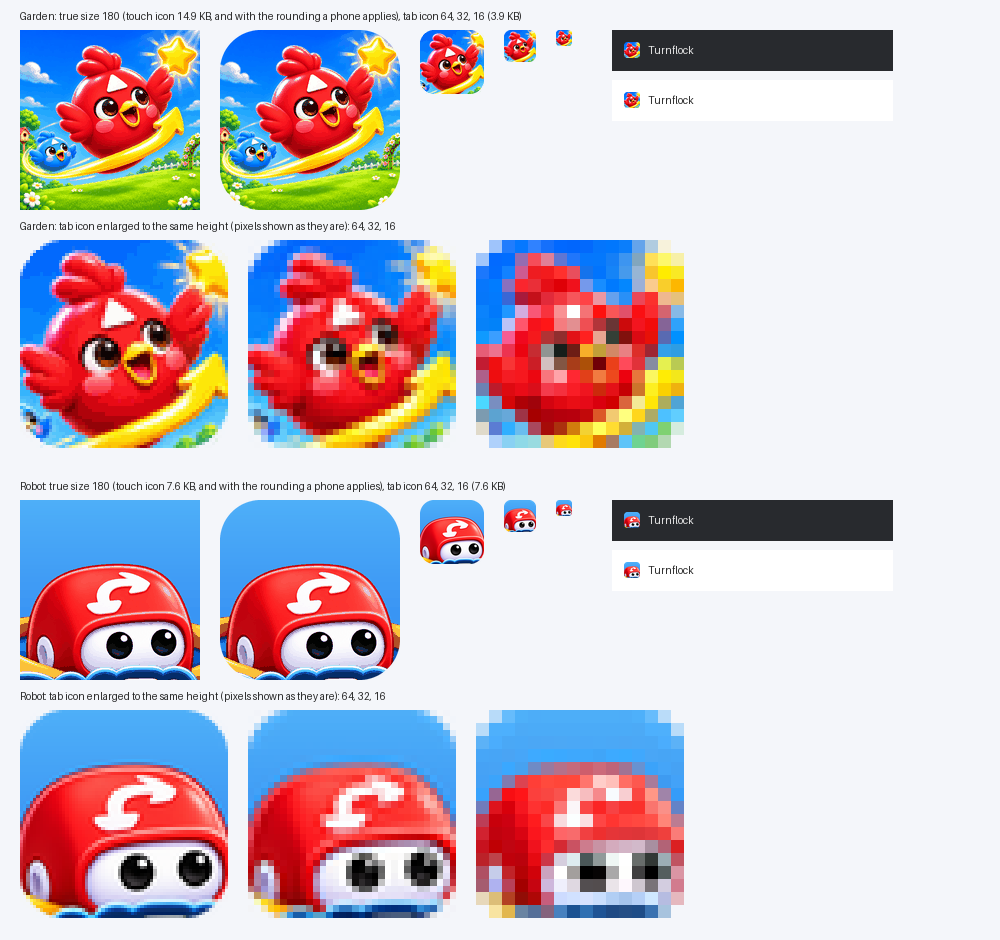 Garden: true size 180 (touch icon 14.9 KB, and with the rounding a phone applies), tab icon 64, 32, 16 (3.9 KB)
Turnflock
Turnflock
Garden: tab icon enlarged to the same height (pixels shown as they are): 64, 32, 16
Robot: true size 180 (touch icon 7.6 KB, and with the rounding a phone applies), tab icon 64, 32, 16 (7.6 KB)
Turnflock
Turnflock
Robot: tab icon enlarged to the same height (pixels shown as they are): 64, 32, 16